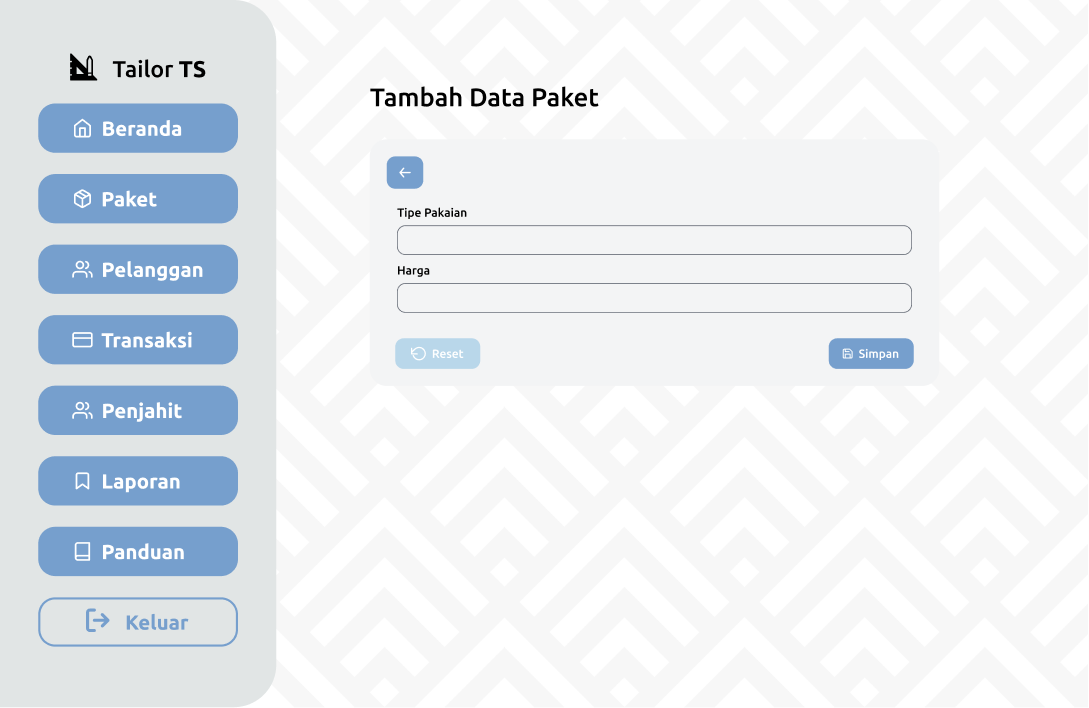 Tailor TS
Beranda
Paket
Pelanggan
Transaksi
Penjahit
Laporan
Panduan
Keluar
Tambah Data Paket
Tipe Pakaian
Harga
Reset
Simpan